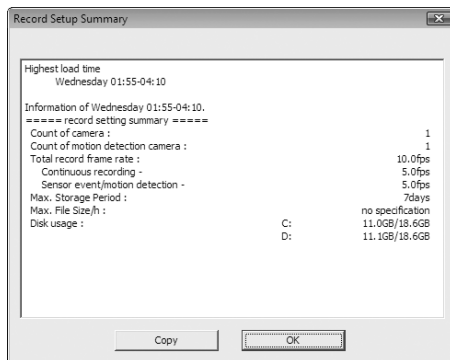 Record Setup Summary
Highest load time
Wednesday 01:55-04:10
Information of Wednesday 01:55-04:10.
===== record setting summary =====
Count of camera : 1
Count of motion detection camera : 1
Total record frame rate : 10.0fps
Continuous recording - 5.0fps
Sensor event/motion detection - 5.0fps
Max. Storage Period : 7days
Max. File Size/h : no specification
Disk usage : C: 11.0GB/18.6GB
D: 11.1GB/18.6GB
Copy OK